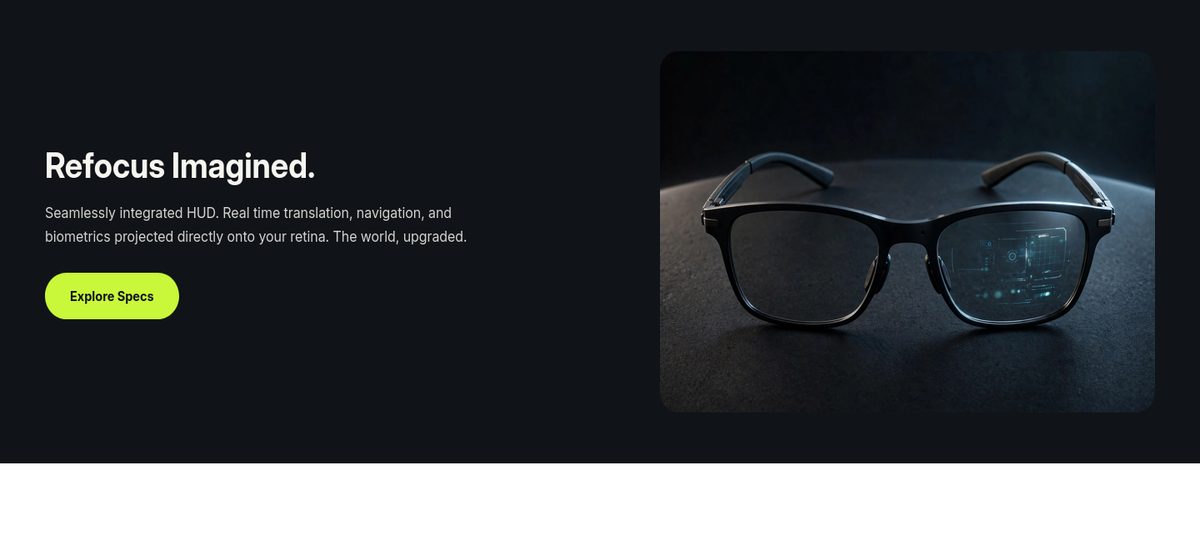 Refocus Imagined.
Seamlessly integrated HUD. Real time translation, navigation, and
biometrics projected directly onto your retina. The world, upgraded.
Explore Specs